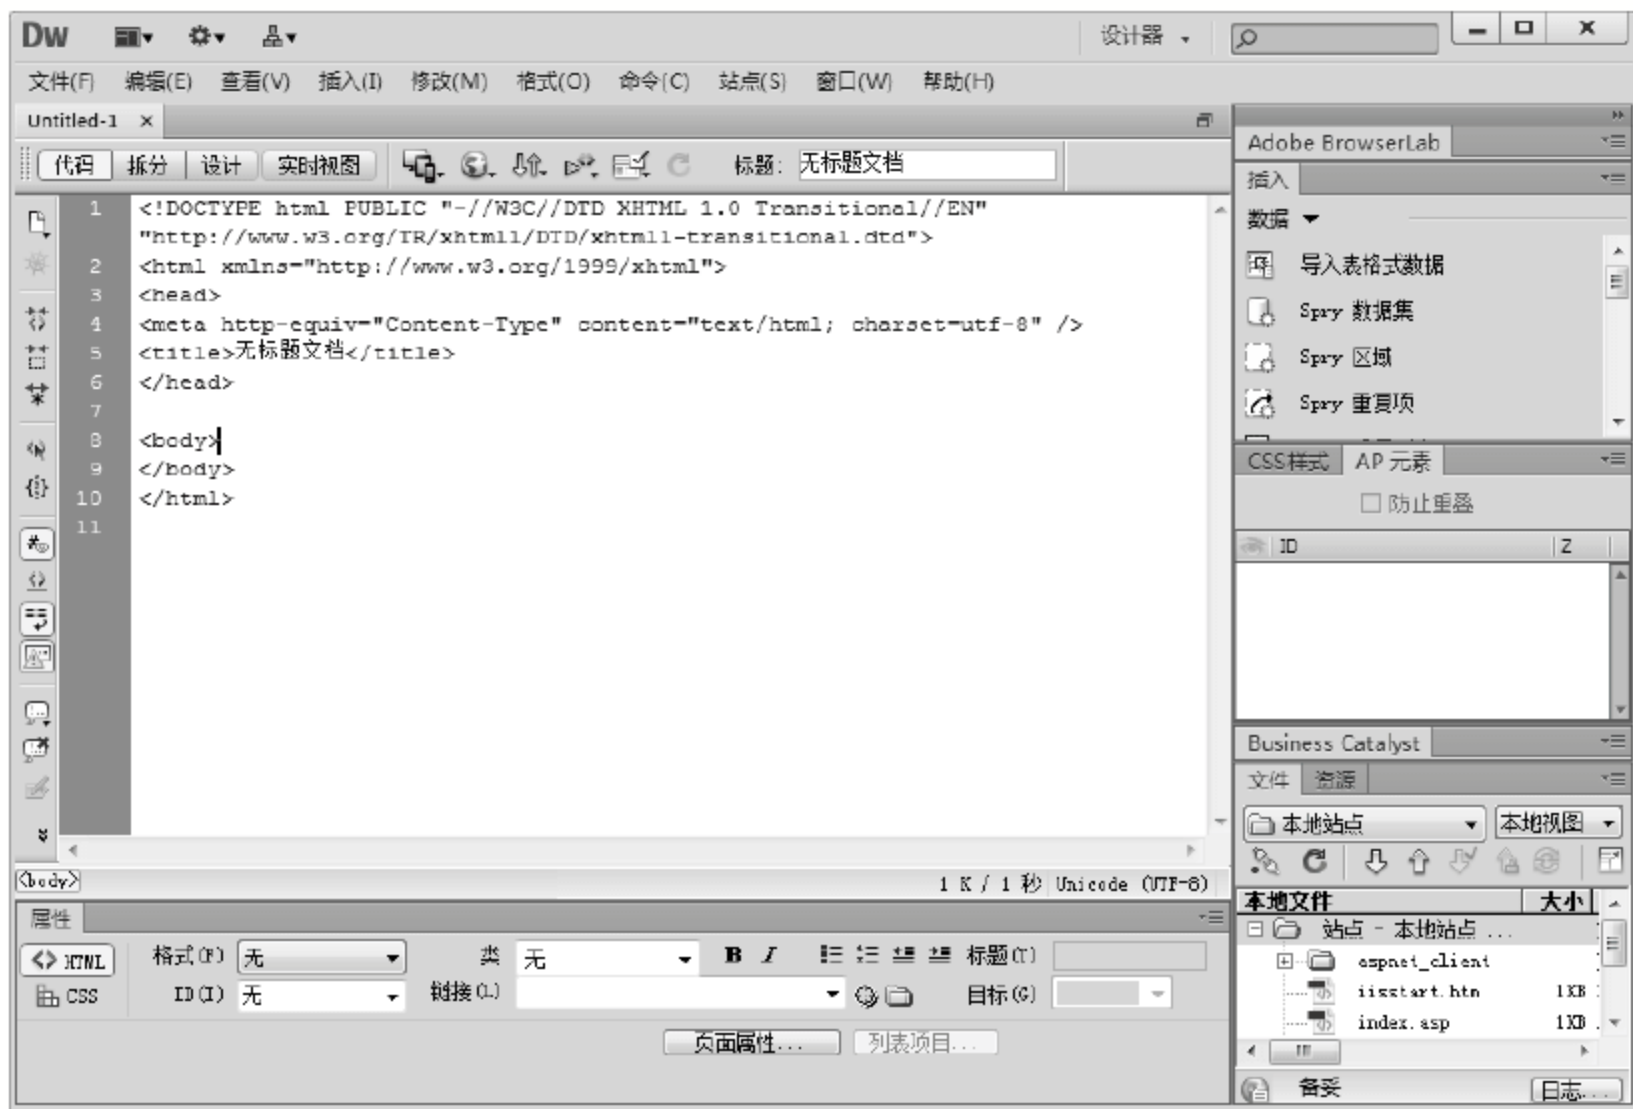 Dw
设计器
文件(F) 编辑(E) 查看(V) 插入(I) 修改(M) 格式(O) 命令(C) 站点(S) 窗口(W) 帮助(H)
Untitled-1 ×
代码 拆分 设计 实时视图 标题: 无标题文档
1 <!DOCTYPE html PUBLIC "-//W3C//DTD XHTML 1.0 Transitional//EN"
"http://www.w3.org/TR/xhtml1/DTD/xhtml1-transitional.dtd">
2 <html xmlns="http://www.w3.org/1999/xhtml">
3 <head>
4 <meta http-equiv="Content-Type" content="text/html; charset=utf-8" />
5 <title>无标题文档</title>
6 </head>
7
8 <body>
9 </body>
10 </html>
11
<body>
1 K / 1 秒 Unicode (UTF-8)
属性
<> HTML 格式(F) 无 类 无 B I 标题(T)
CSS ID(I) 无 链接(L) 目标(G)
页面属性... 列表项目...
Adobe BrowserLab
插入
数据
导入表格式数据
Spry 数据集
Spry 区域
Spry 重复项
CSS样式 AP 元素
防止重叠
ID Z
Business Catalyst
文件 资源
本地站点 本地视图
本地文件 大小
站点 - 本地站点 ...
aspnet_client
iisstart.htm 1KB
index.asp 1KB
备妥 日志...